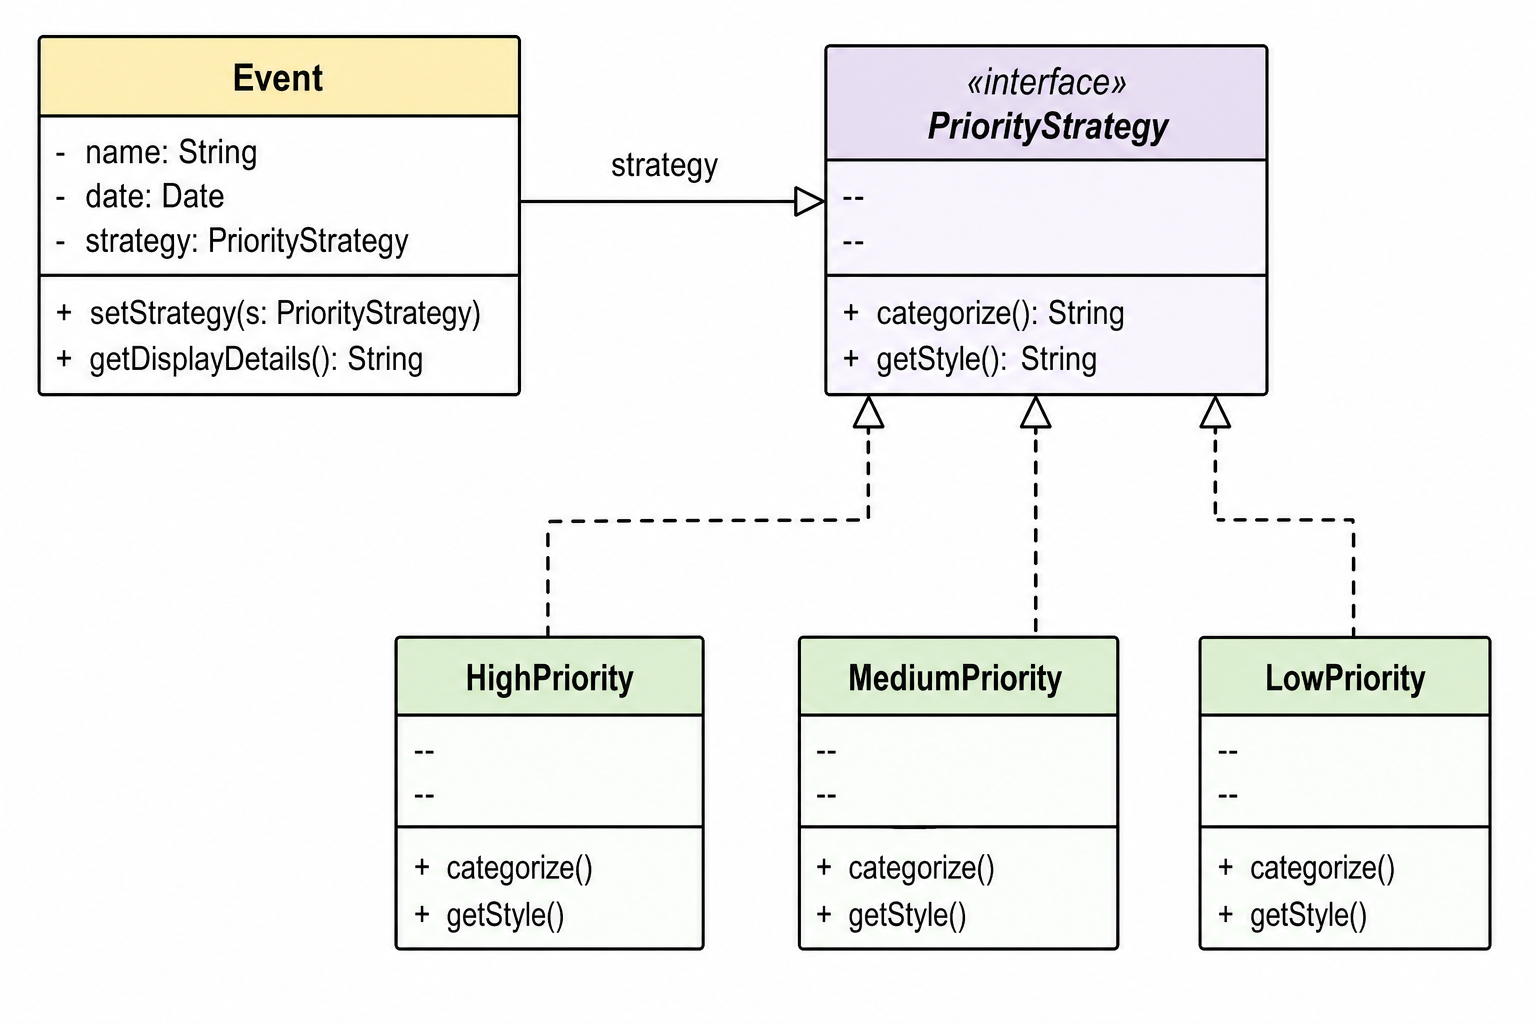 Event
- name: String
- date: Date
- strategy: PriorityStrategy
+ setStrategy(s: PriorityStrategy)
+ getDisplayDetails(): String
strategy
«interface»
PriorityStrategy
--
--
+ categorize(): String
+ getStyle(): String
HighPriority
--
--
+ categorize()
+ getStyle()
MediumPriority
--
--
+ categorize()
+ getStyle()
LowPriority
--
--
+ categorize()
+ getStyle()